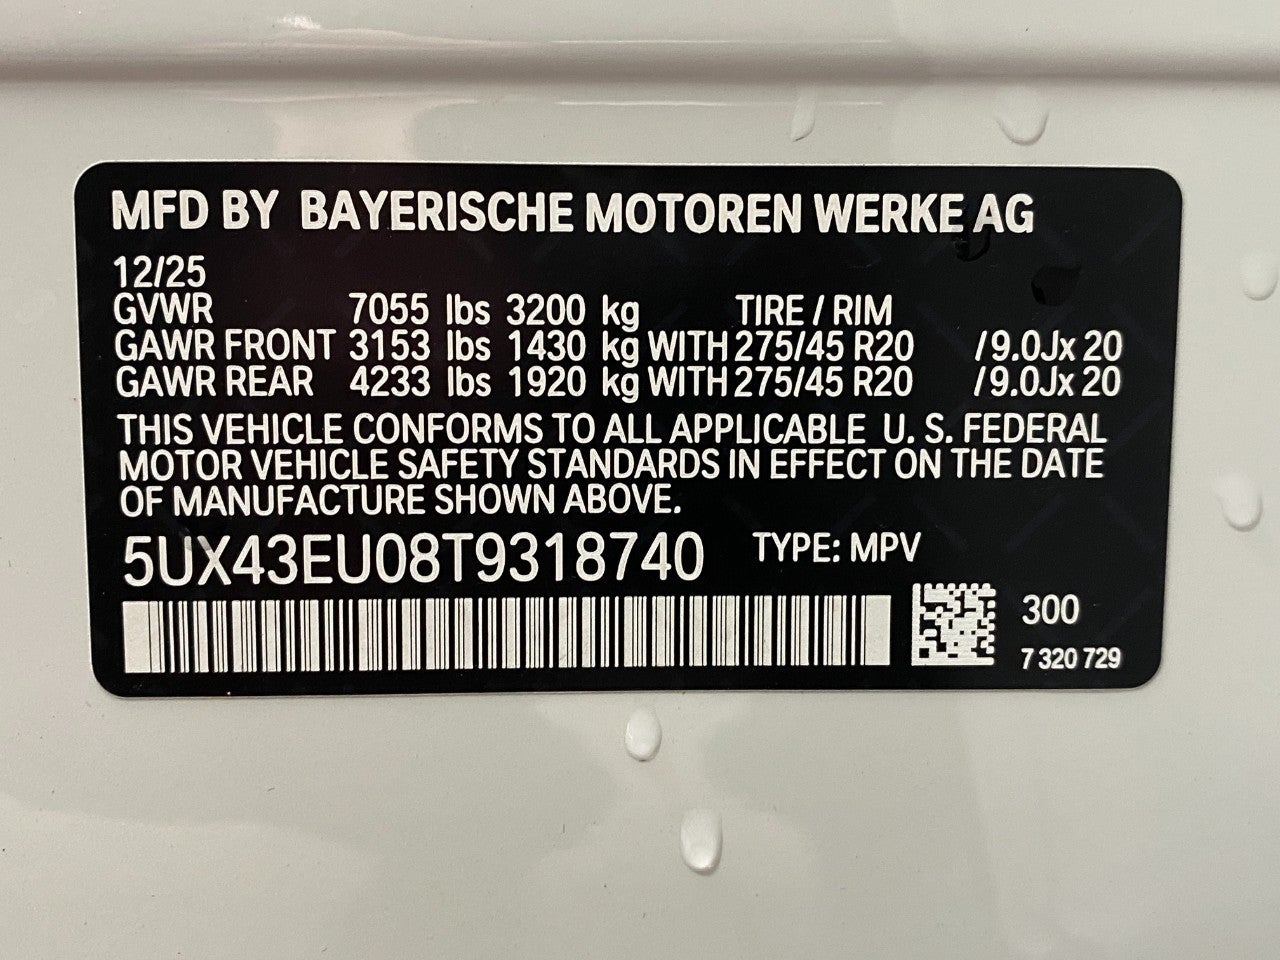 MFD BY BAYERISCHE MOTOREN WERKE AG
12/25
GVWR 7055 lbs 3200 kg TIRE / RIM
GAWR FRONT 3153 lbs 1430 kg WITH 275/45 R20 /9.0Jx 20
GAWR REAR 4233 lbs 1920 kg WITH 275/45 R20 /9.0Jx 20
THIS VEHICLE CONFORMS TO ALL APPLICABLE U. S. FEDERAL
MOTOR VEHICLE SAFETY STANDARDS IN EFFECT ON THE DATE
OF MANUFACTURE SHOWN ABOVE.
5UX43EU08T9318740 TYPE: MPV
300
7 320 729